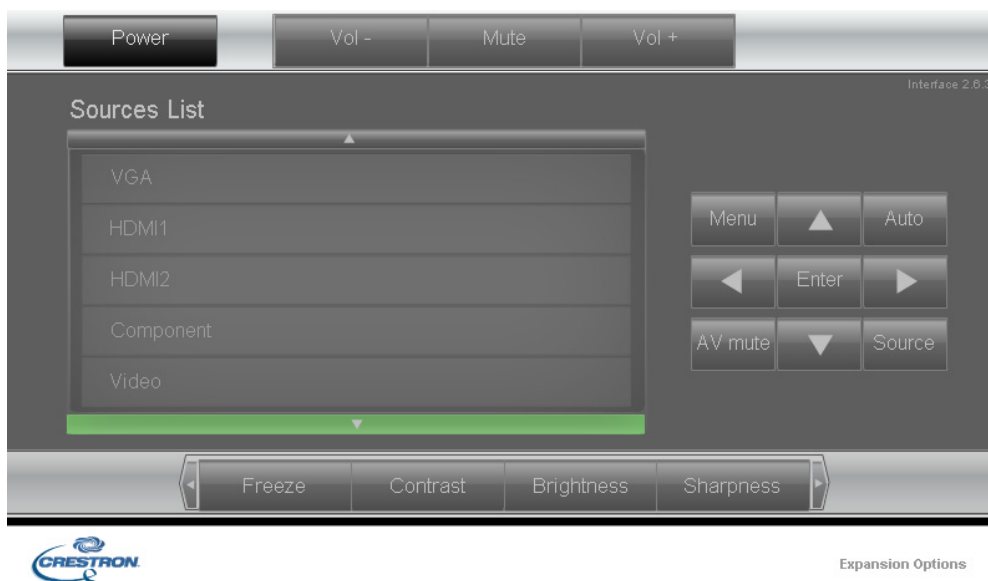 Power
Vol -
Mute
Vol +
Interface 2.6.3
Sources List
VGA
HDMI1
HDMI2
Component
Video
Menu
Auto
Enter
AV mute
Source
Freeze
Contrast
Brightness
Sharpness
CRESTRON
Expansion Options